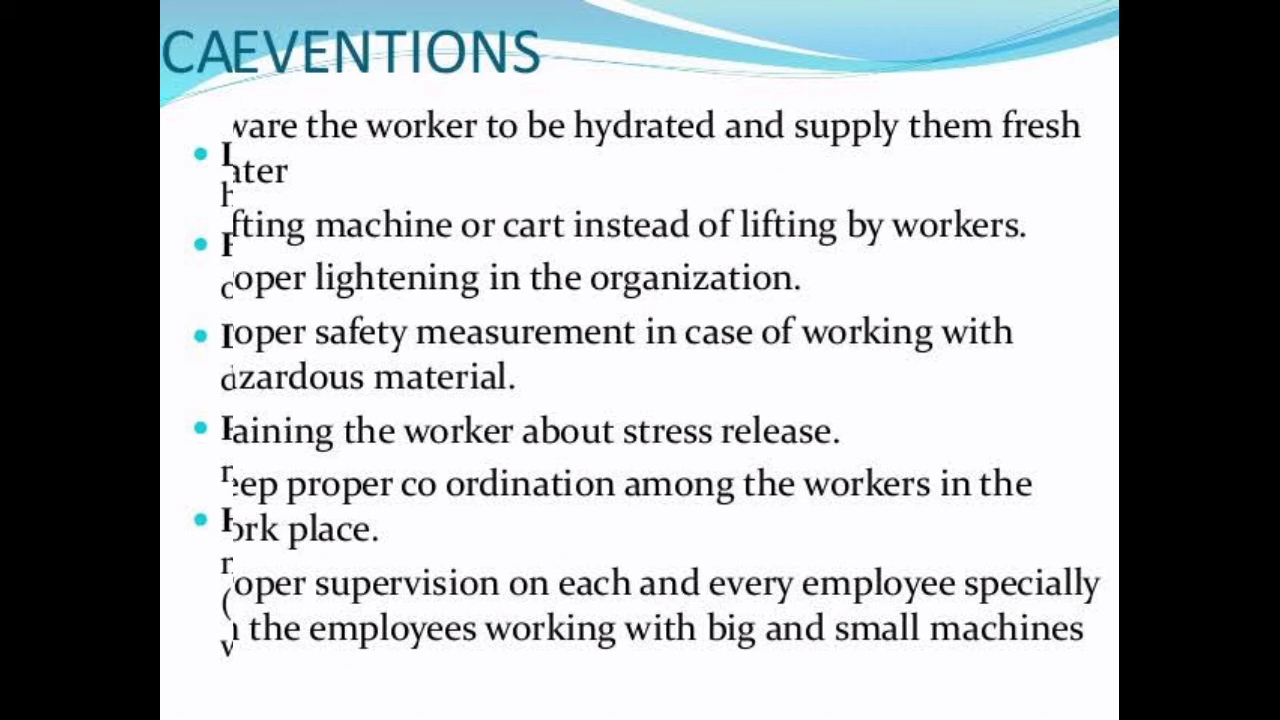 CAEVENTIONS
ware the worker to be hydrated and supply them fresh
ater
fting machine or cart instead of lifting by workers.
oper lightening in the organization.
oper safety measurement in case of working with
zardous material.
aining the worker about stress release.
eep proper co ordination among the workers in the
ork place.
oper supervision on each and every employee specially
the employees working with big and small machines